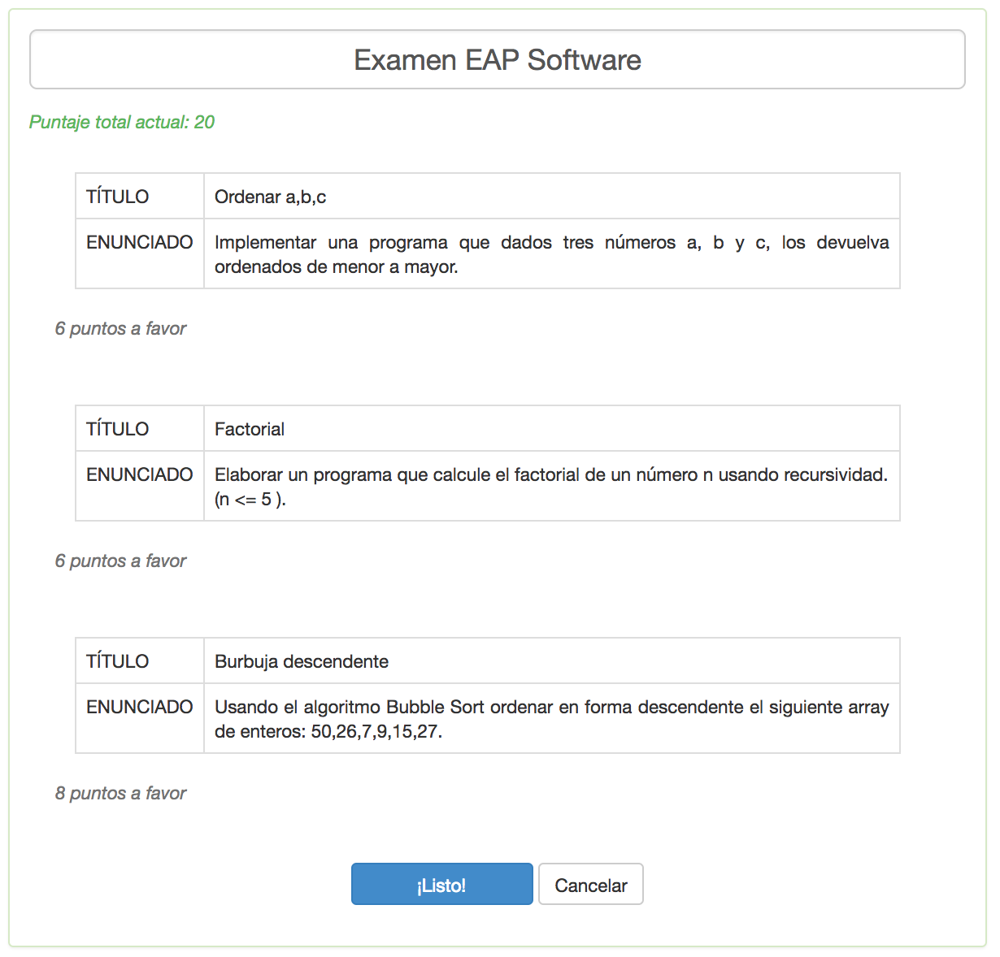 Examen EAP Software
Puntaje total actual: 20
TÍTULO Ordenar a,b,c
ENUNCIADO Implementar una programa que dados tres números a, b y c, los devuelva
ordenados de menor a mayor.
6 puntos a favor
TÍTULO Factorial
ENUNCIADO Elaborar un programa que calcule el factorial de un número n usando recursividad.
(n <= 5 ).
6 puntos a favor
TÍTULO Burbuja descendente
ENUNCIADO Usando el algoritmo Bubble Sort ordenar en forma descendente el siguiente array
de enteros: 50,26,7,9,15,27.
8 puntos a favor
¡Listo! Cancelar